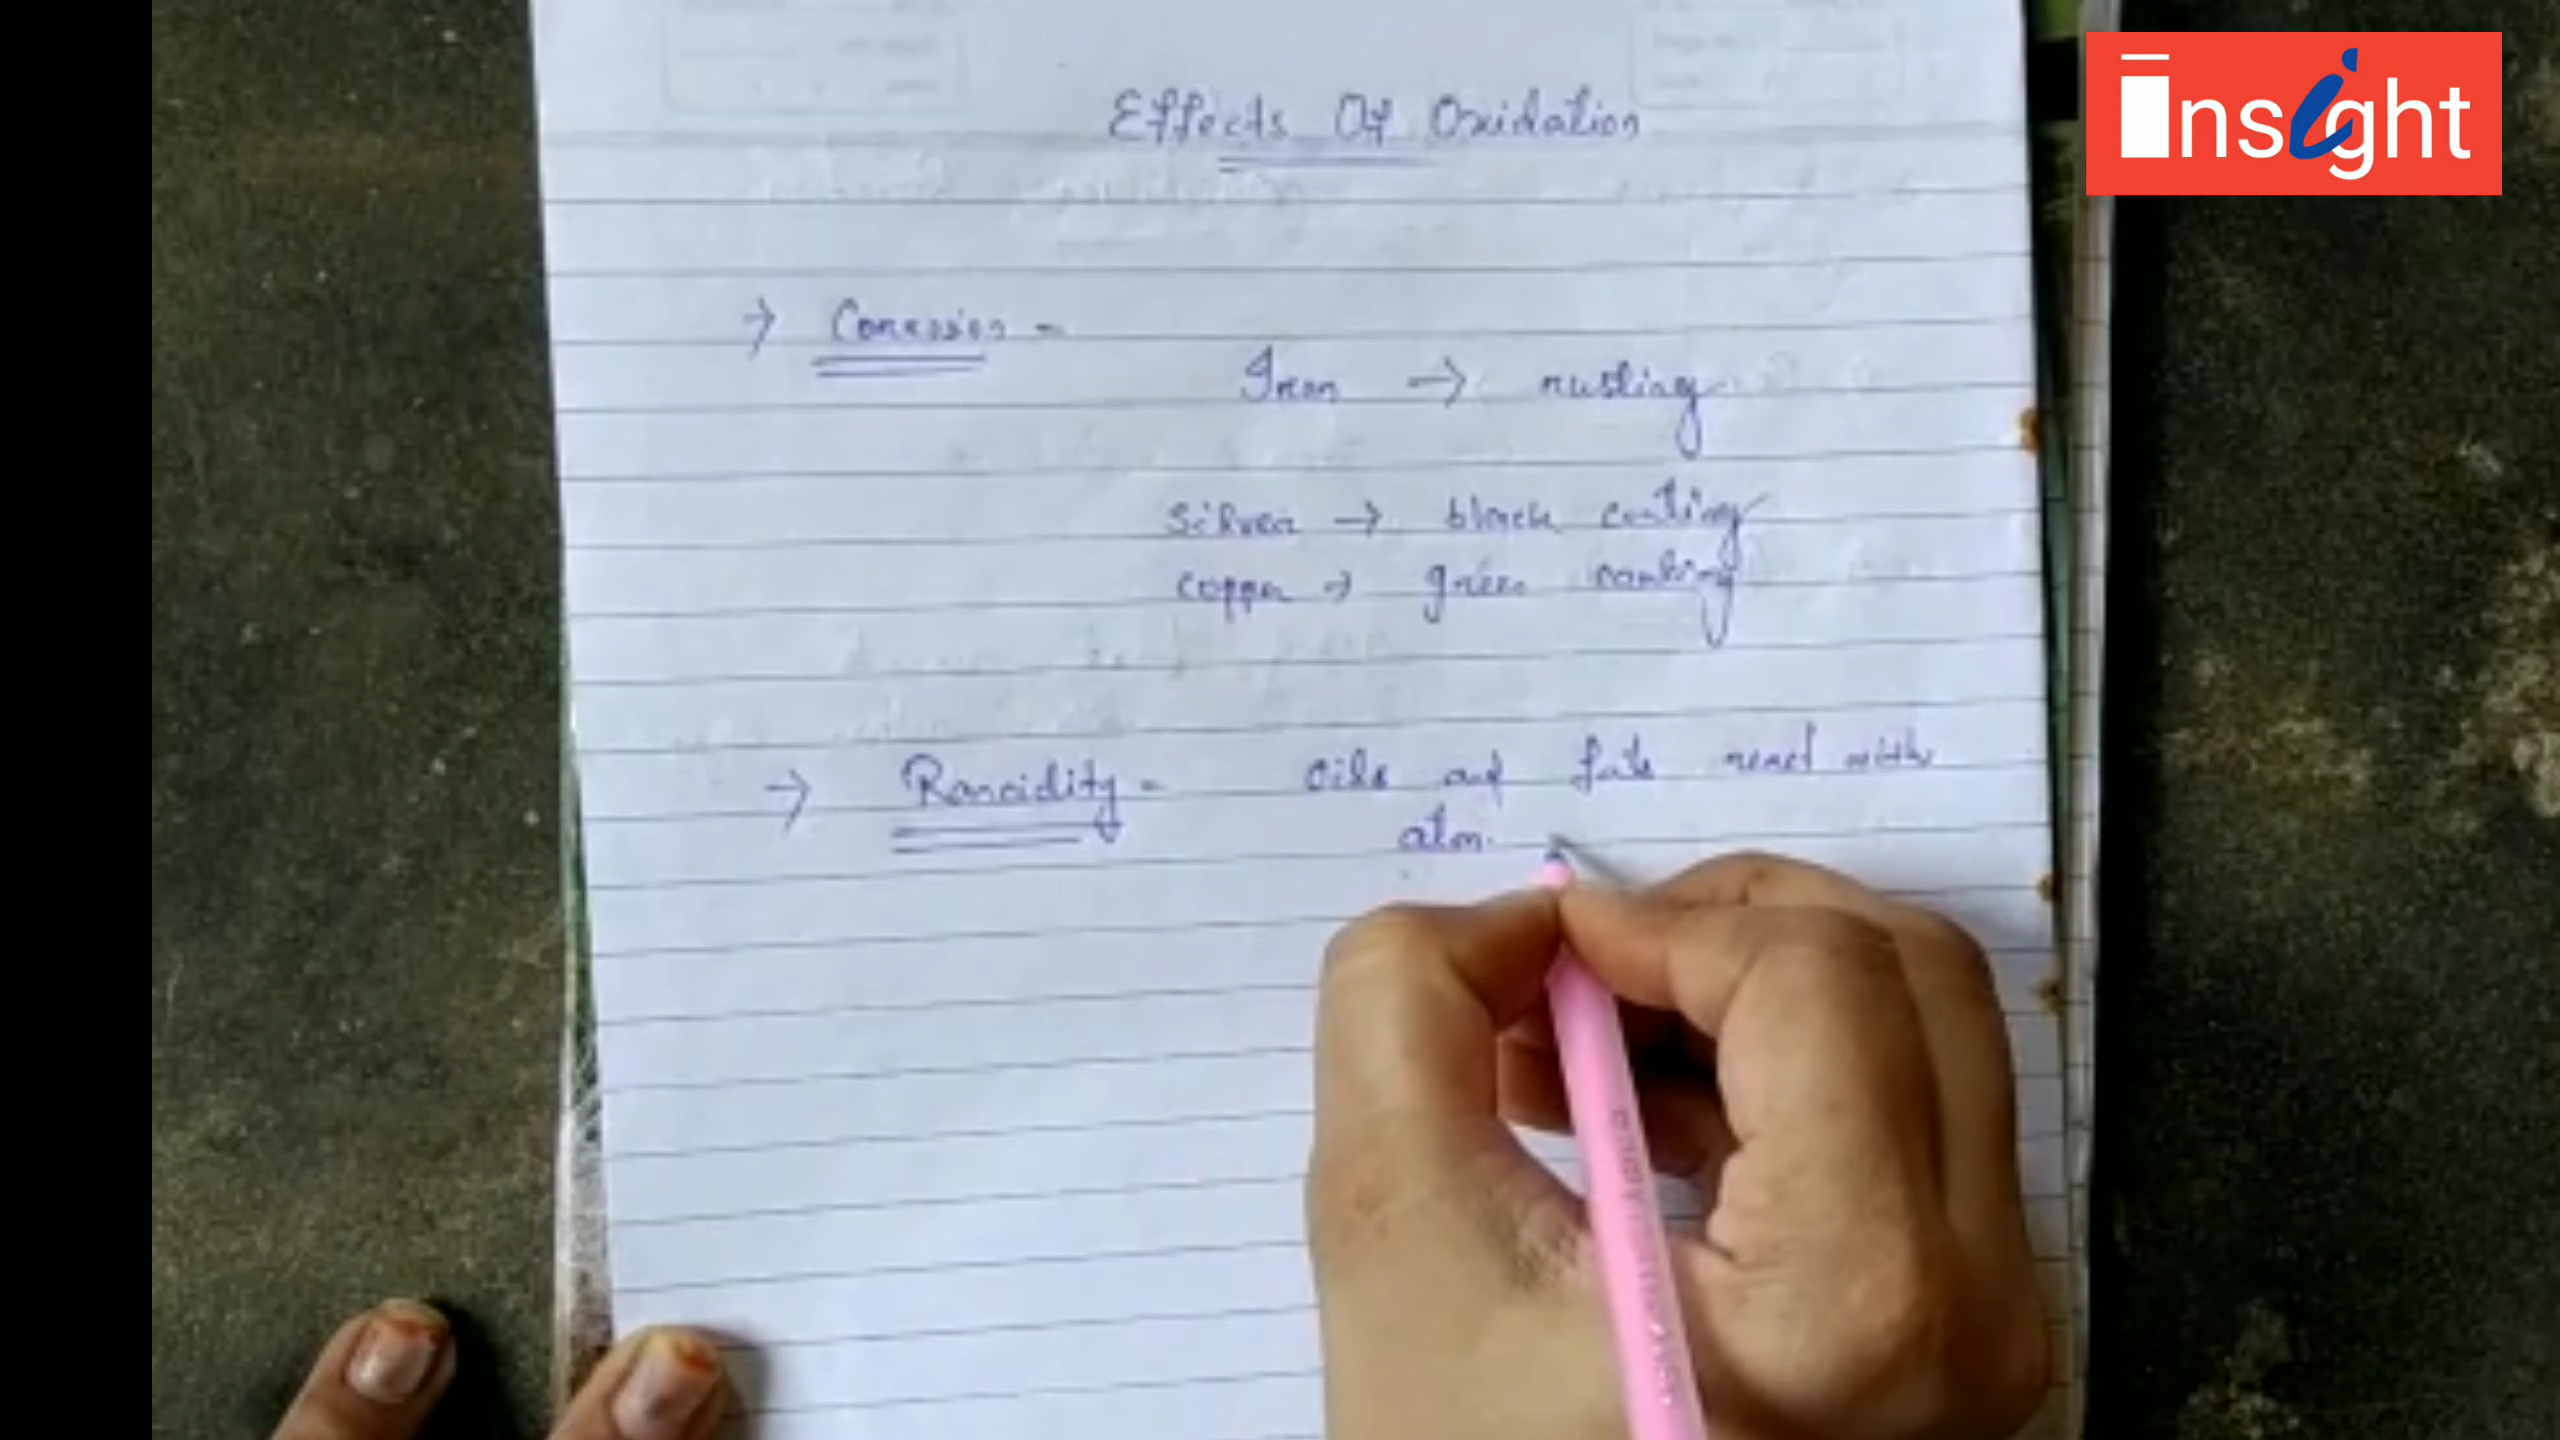 Insight
Effects Of Oxidation
→ Corrosion -
Iron → rusting
Silver → black coating
copper → green coating
→ Rancidity - Oils and fats react with
atm.